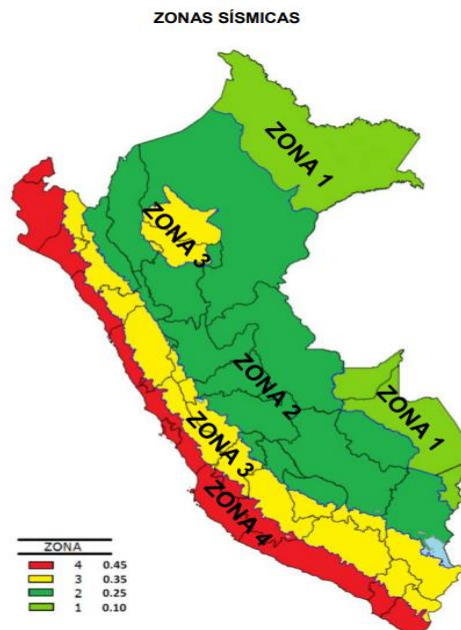 ZONAS SÍSMICAS
ZONA 1
ZONA 3
ZONA 2
ZONA 1
ZONA 3
ZONA 4
ZONA
4 0.45
3 0.35
2 0.25
1 0.10